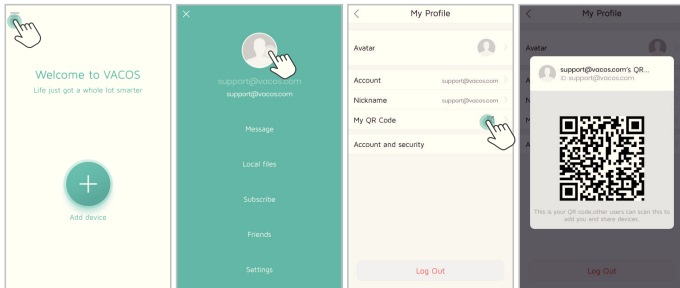 Welcome to VACOS
Life just got a whole lot smarter
Add device
support@vacos.com
support@vacos.com
Message
Local files
Subscribe
Friends
Settings
My Profile
Avatar
Account support@vacos.com
Nickname support@vacos.com
My QR Code
Account and security
Log Out
My Profile
Avatar
support@vacos.com's QR...
ID: support@vacos.com
This is your QR code,other users can scan this to
add you and share devices.
Log Out